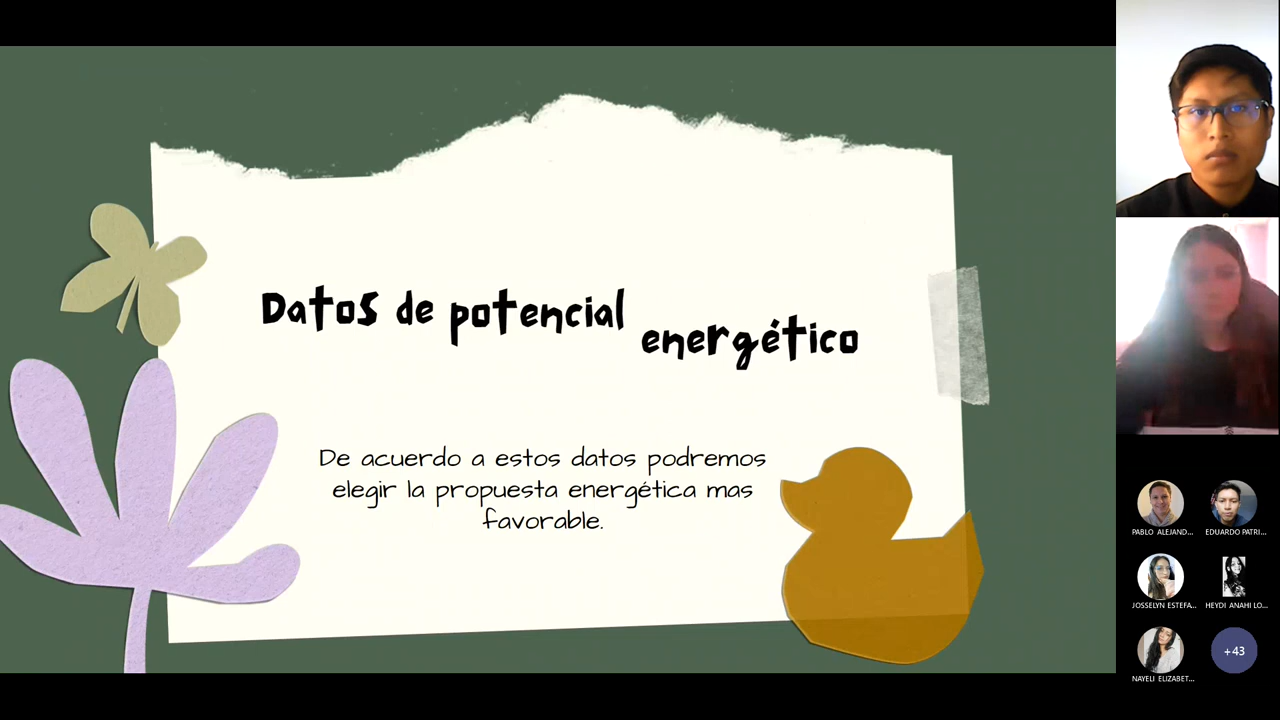 Datos de potencial energético
De acuerdo a estos datos podremos
elegir la propuesta energética mas
favorable.
PABLO ALEJAND...
EDUARDO PATRI...
JOSSELYN ESTEFA...
HEYDI ANAHI LO...
NAYELI ELIZABET...
+43